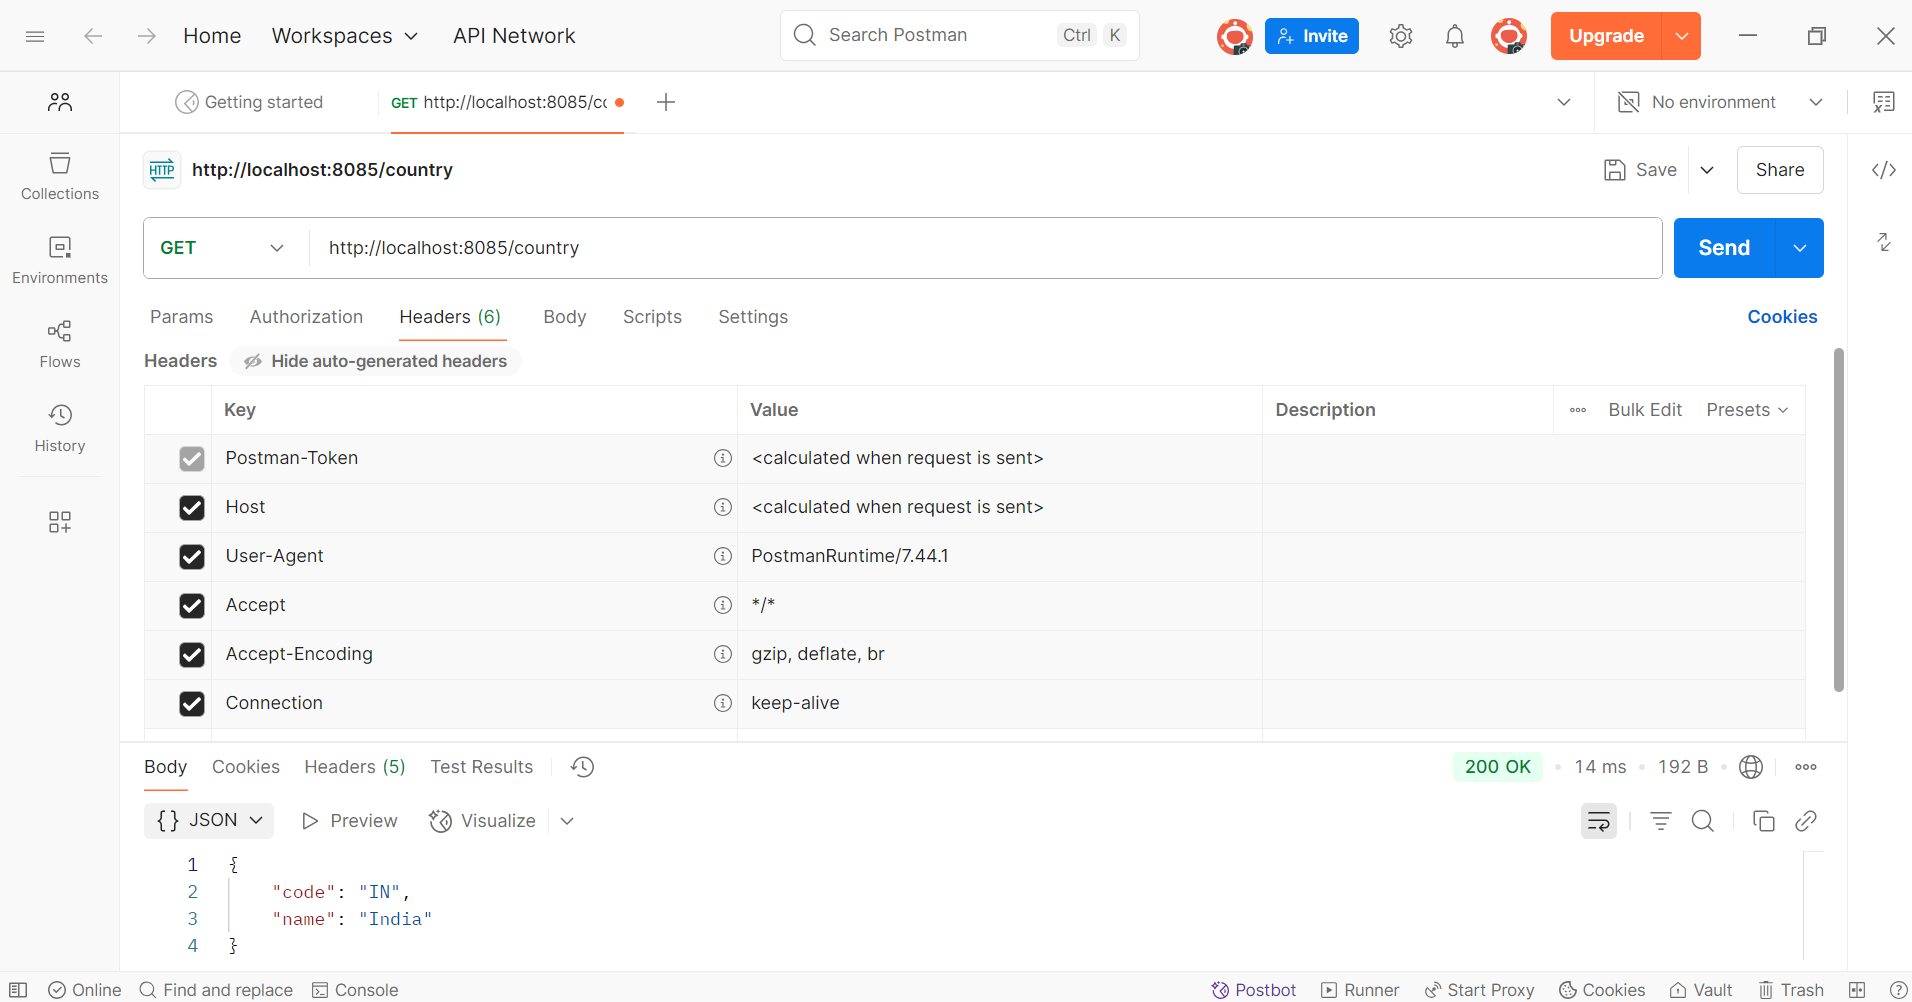 Home Workspaces API Network Search Postman Ctrl K Invite Upgrade
Getting started GET http://localhost:8085/cc No environment
HTTP http://localhost:8085/country Save Share
Collections
GET http://localhost:8085/country Send
Environments
Params Authorization Headers (6) Body Scripts Settings Cookies
Flows
Headers Hide auto-generated headers
Key Value Description Bulk Edit Presets
History
Postman-Token <calculated when request is sent>
Host <calculated when request is sent>
User-Agent PostmanRuntime/7.44.1
Accept */*
Accept-Encoding gzip, deflate, br
Connection keep-alive
Body Cookies Headers (5) Test Results 200 OK • 14 ms • 192 B
{} JSON Preview Visualize
1 {
2 "code": "IN",
3 "name": "India"
4 }
Online Find and replace Console Postbot Runner Start Proxy Cookies Vault Trash